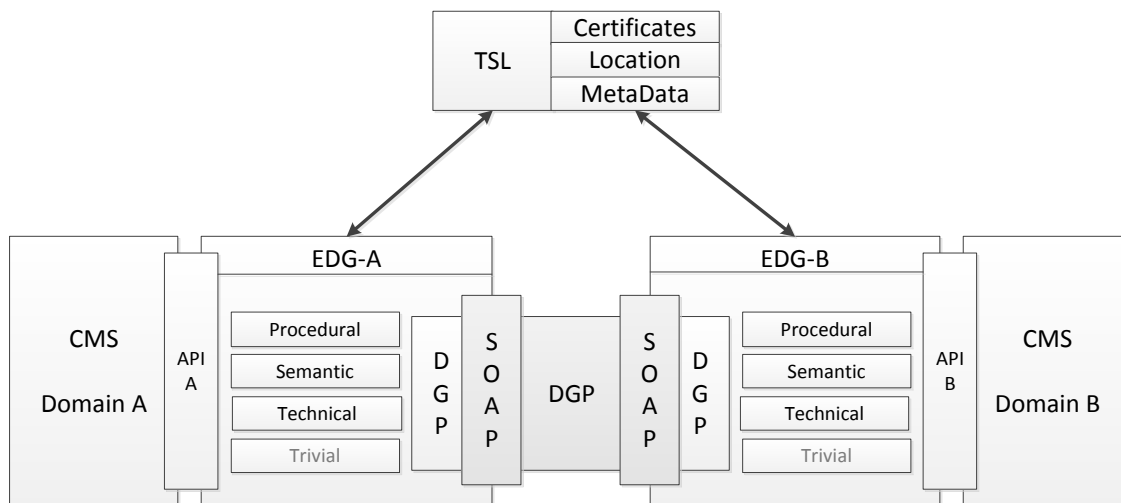 TSL
Certificates
Location
MetaData
EDG-A
EDG-B
CMS
Domain A
API
A
Procedural
Semantic
Technical
Trivial
D
G
P
S
O
A
P
DGP
S
O
A
P
D
G
P
Procedural
Semantic
Technical
Trivial
API
B
CMS
Domain B